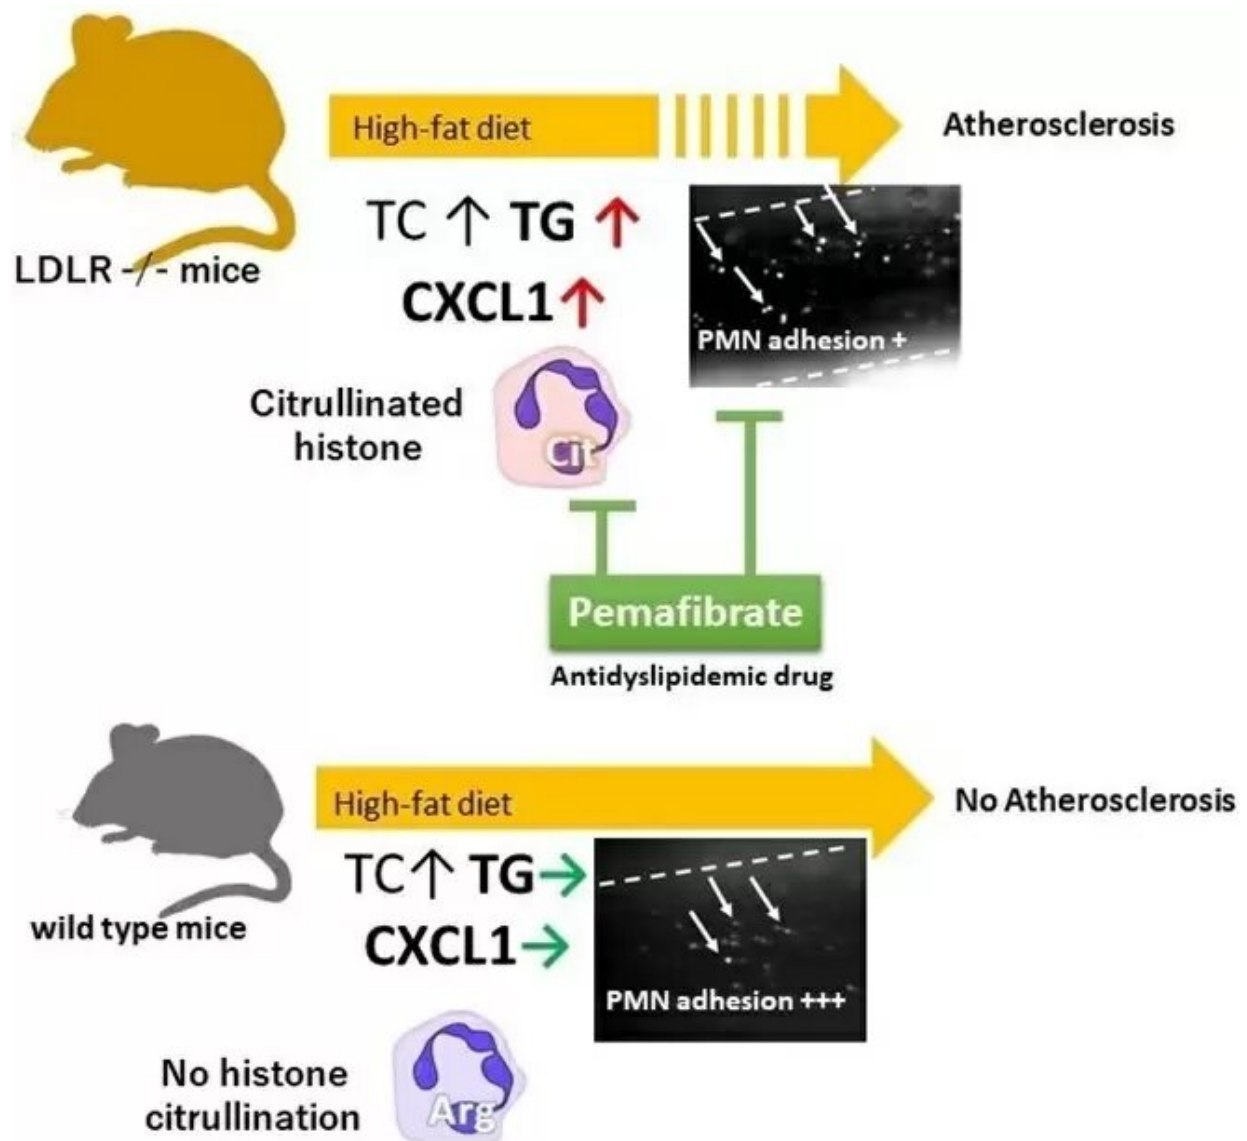 High-fat diet
Atherosclerosis
TC ↑ TG ↑
LDLR -/- mice
CXCL1 ↑
PMN adhesion +
Citrullinated
histone
Cit
Pemafibrate
Antidyslipidemic drug
High-fat diet
No Atherosclerosis
TC ↑ TG →
wild type mice
CXCL1 →
PMN adhesion +++
No histone
citrullination
Arg